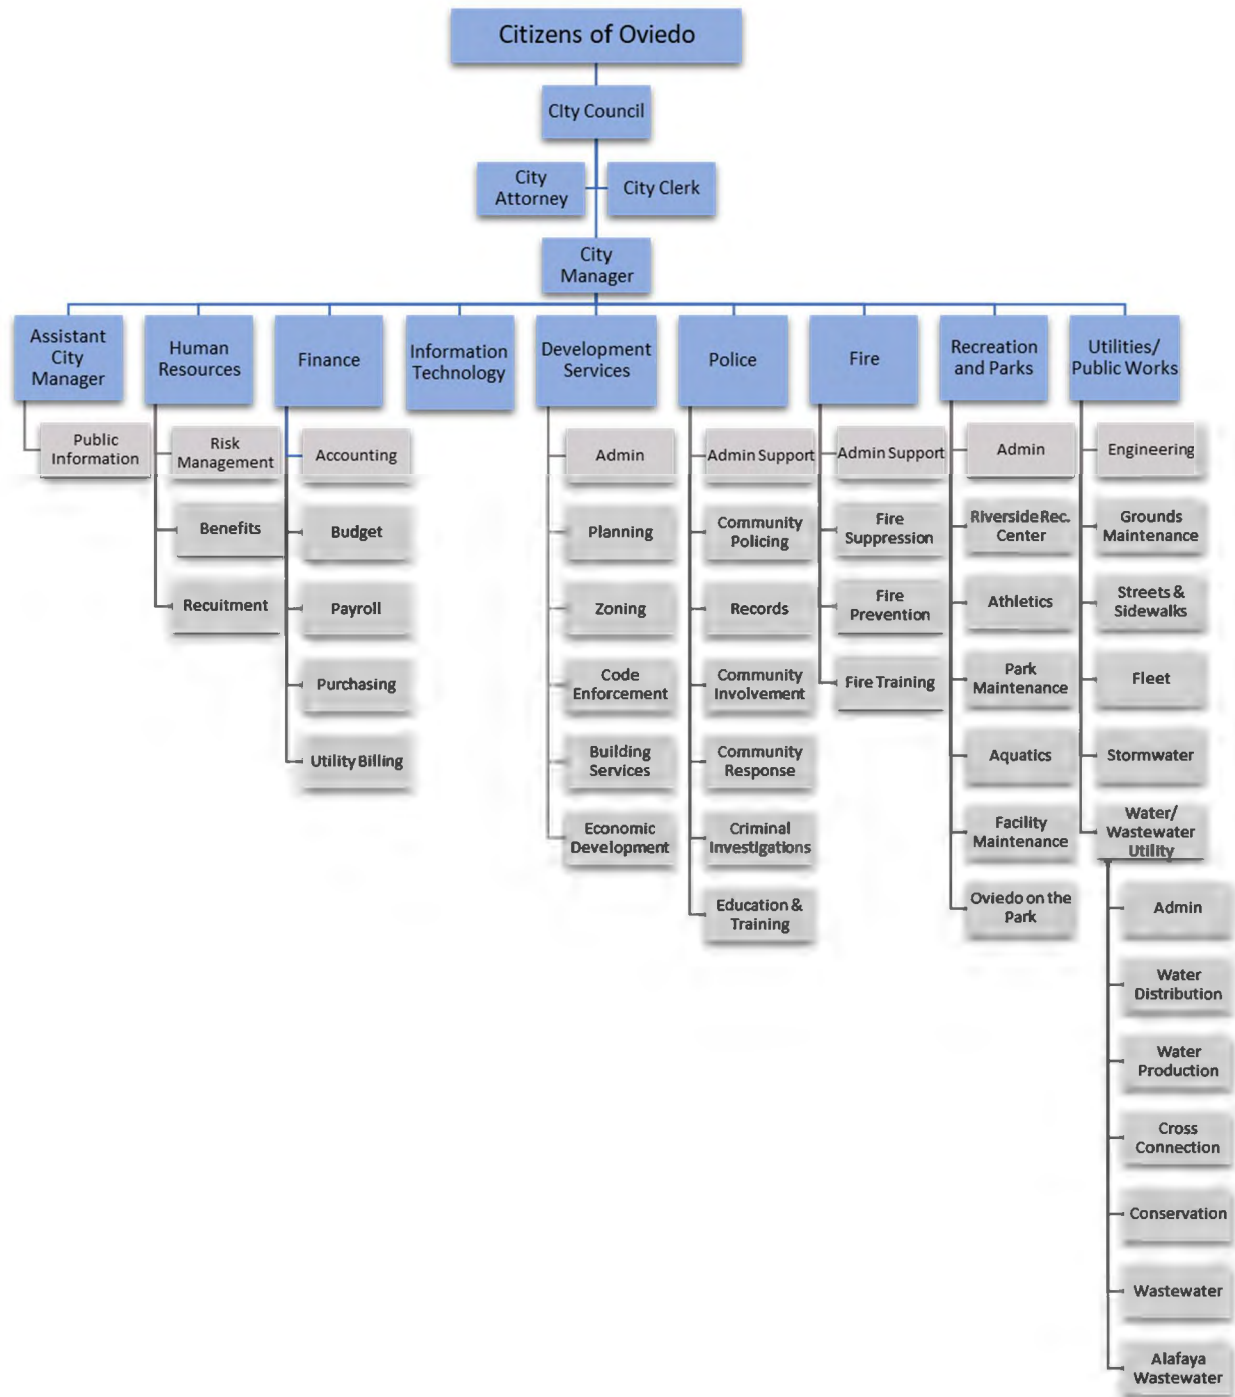 Citizens of Oviedo
CIty Council
City
Attorney
City Clerk
City
Manager
Assistant
City
Manager
Human
Resources
Finance
Information
Technology
Development
Services
Police
Fire
Recreation
and Parks
Utilities/
Public Works
Public
Information
Risk
Management
Benefits
Recuitment
Accounting
Budget
Payroll
Purchasing
Utility Billing
Admin
Planning
Zoning
Code
Enforcement
Building
Services
Economic
Development
Admin Support
Community
Policing
Records
Community
Involvement
Community
Response
Criminal
Investigations
Education &
Training
Admin Support
Fire
Suppression
Fire
Prevention
Fire Training
Admin
Riverside Rec.
Center
Athletics
Park
Maintenance
Aquatics
Facility
Maintenance
Oviedo on the
Park
Engineering
Grounds
Maintenance
Streets &
Sidewalks
Fleet
Stormwater
Water/
Wastewater
Utility
Admin
Water
Distribution
Water
Production
Cross
Connection
Conservation
Wastewater
Alafaya
Wastewater